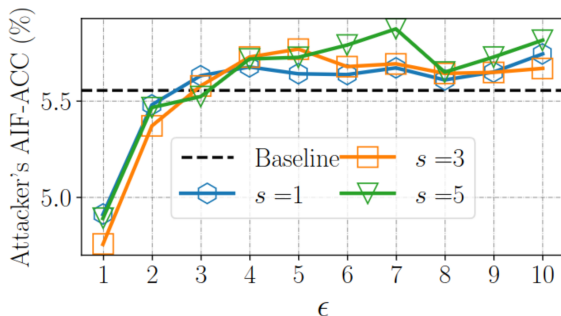 Attacker's AIF-ACC (%)
5.5
5.0
Baseline
s =1
s =3
s =5
1 2 3 4 5 6 7 8 9 10
ϵ